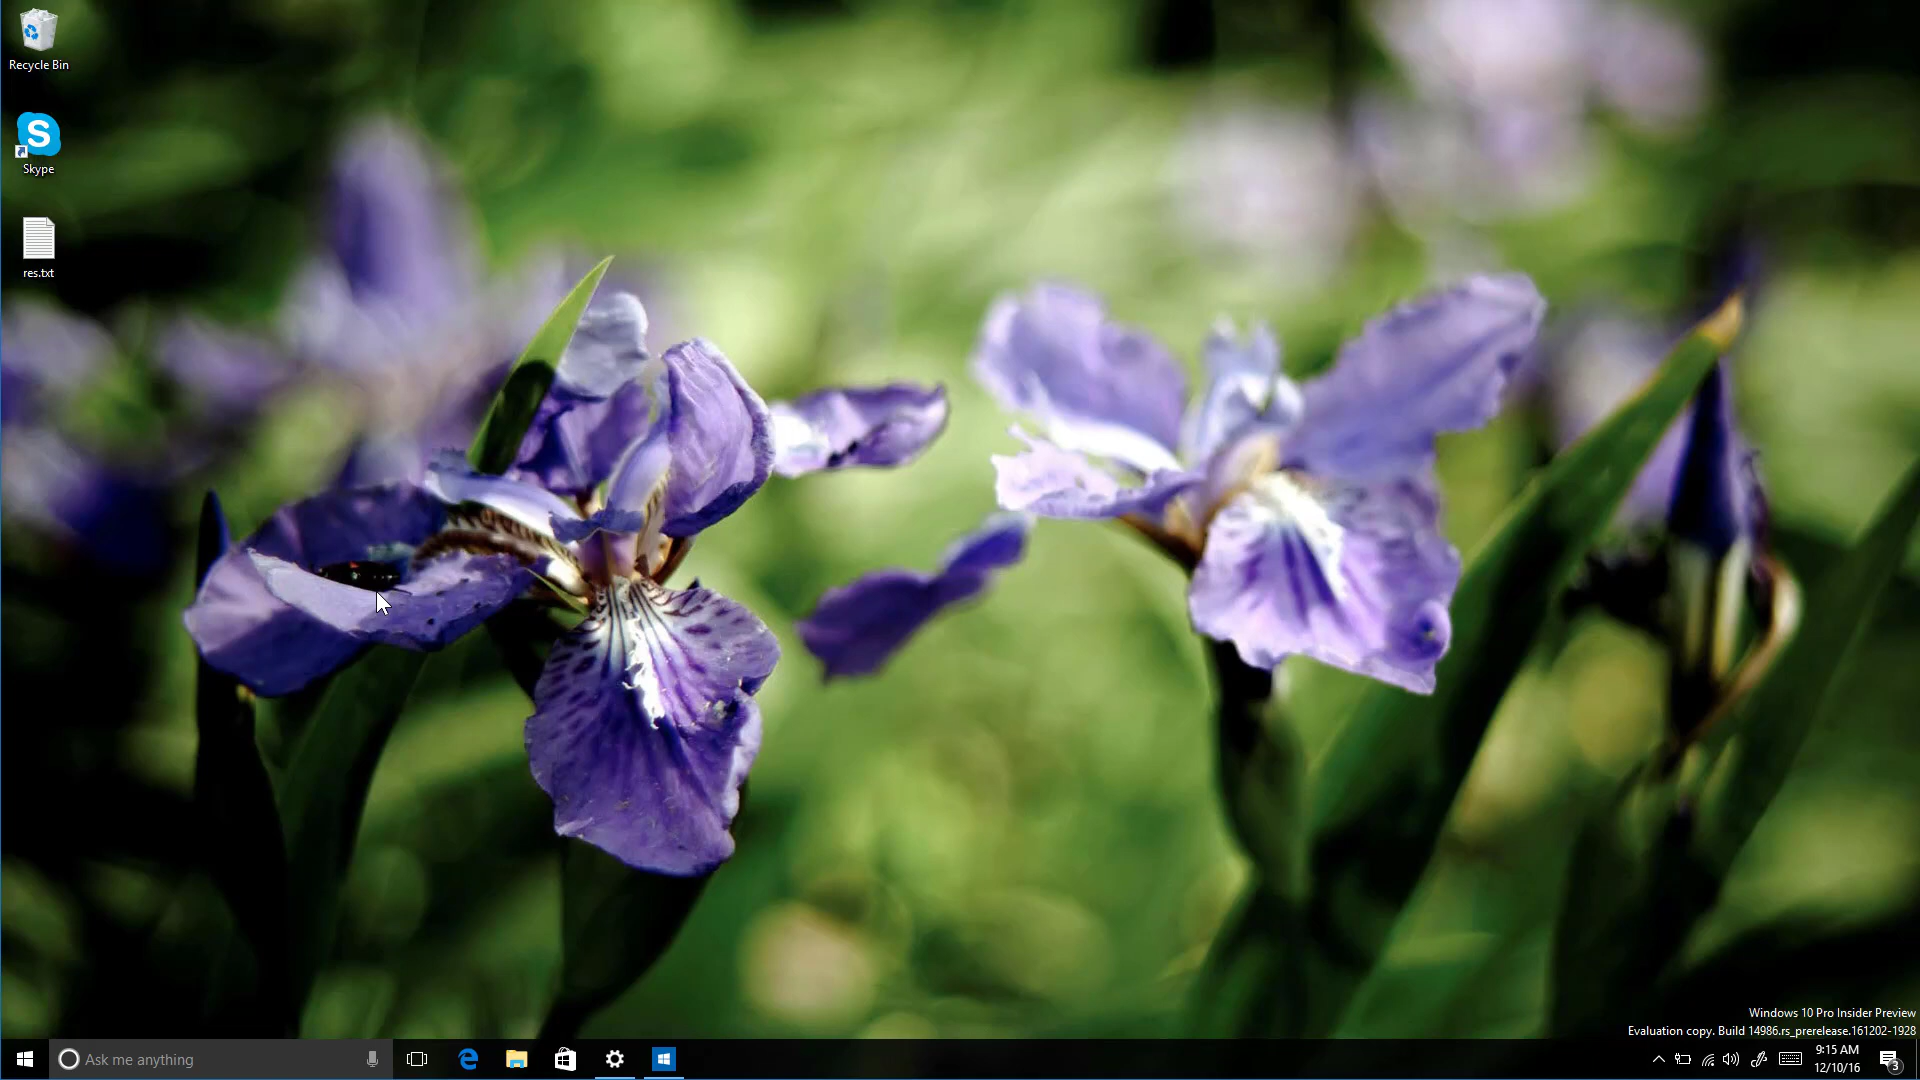 Recycle Bin
S
Skype
res.txt
Windows 10 Pro Insider Preview
Evaluation copy. Build 14986.rs_prerelease.161202-1928
Ask me anything
9:15 AM
12/10/16
3